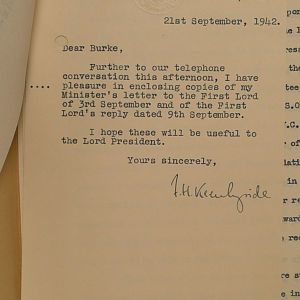 21st September, 1942.
Dear Burke,
Further to our telephone
conversation this afternoon, I have
.... pleasure in enclosing copies of my
Minister's letter to the First Lord
of 3rd September and of the First
Lord's reply dated 9th September.
I hope these will be useful to
the Lord President.
Yours sincerely,